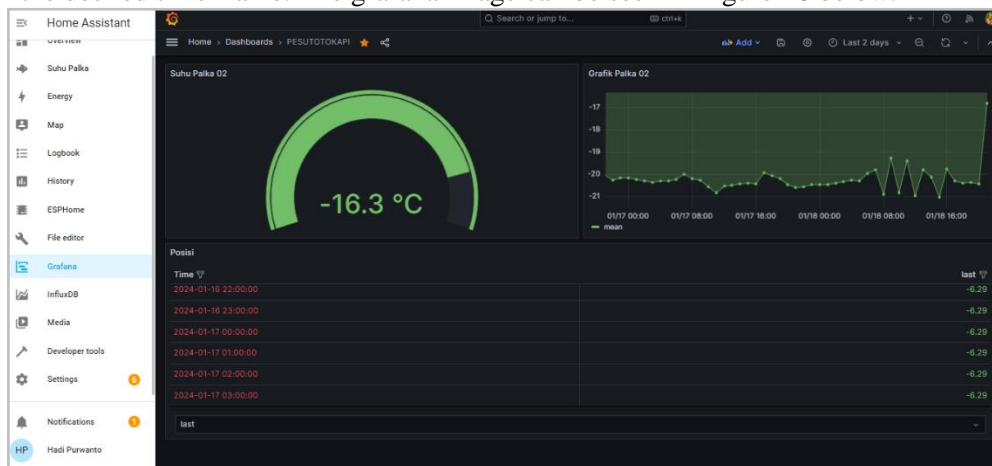 Home Assistant
Overview
Suhu Palka
Energy
Map
Logbook
History
ESPHome
File editor
Grafana
InfluxDB
Media
Developer tools
Settings
6
Notifications
1
HP
Hadi Purwanto
Search or jump to...
ctrl+k
Home > Dashboards > PESUTOTOKAPI
Add
Last 2 days
Suhu Palka 02
-16.3 °C
Grafik Palka 02
-17
-18
-19
-20
-21
01/17 00:00
01/17 08:00
01/17 16:00
01/18 00:00
01/18 08:00
01/18 16:00
mean
Posisi
Time
last
2024-01-16 22:00:00
-6.29
2024-01-16 23:00:00
-6.29
2024-01-17 00:00:00
-6.29
2024-01-17 01:00:00
-6.29
2024-01-17 02:00:00
-6.29
2024-01-17 03:00:00
-6.29
last